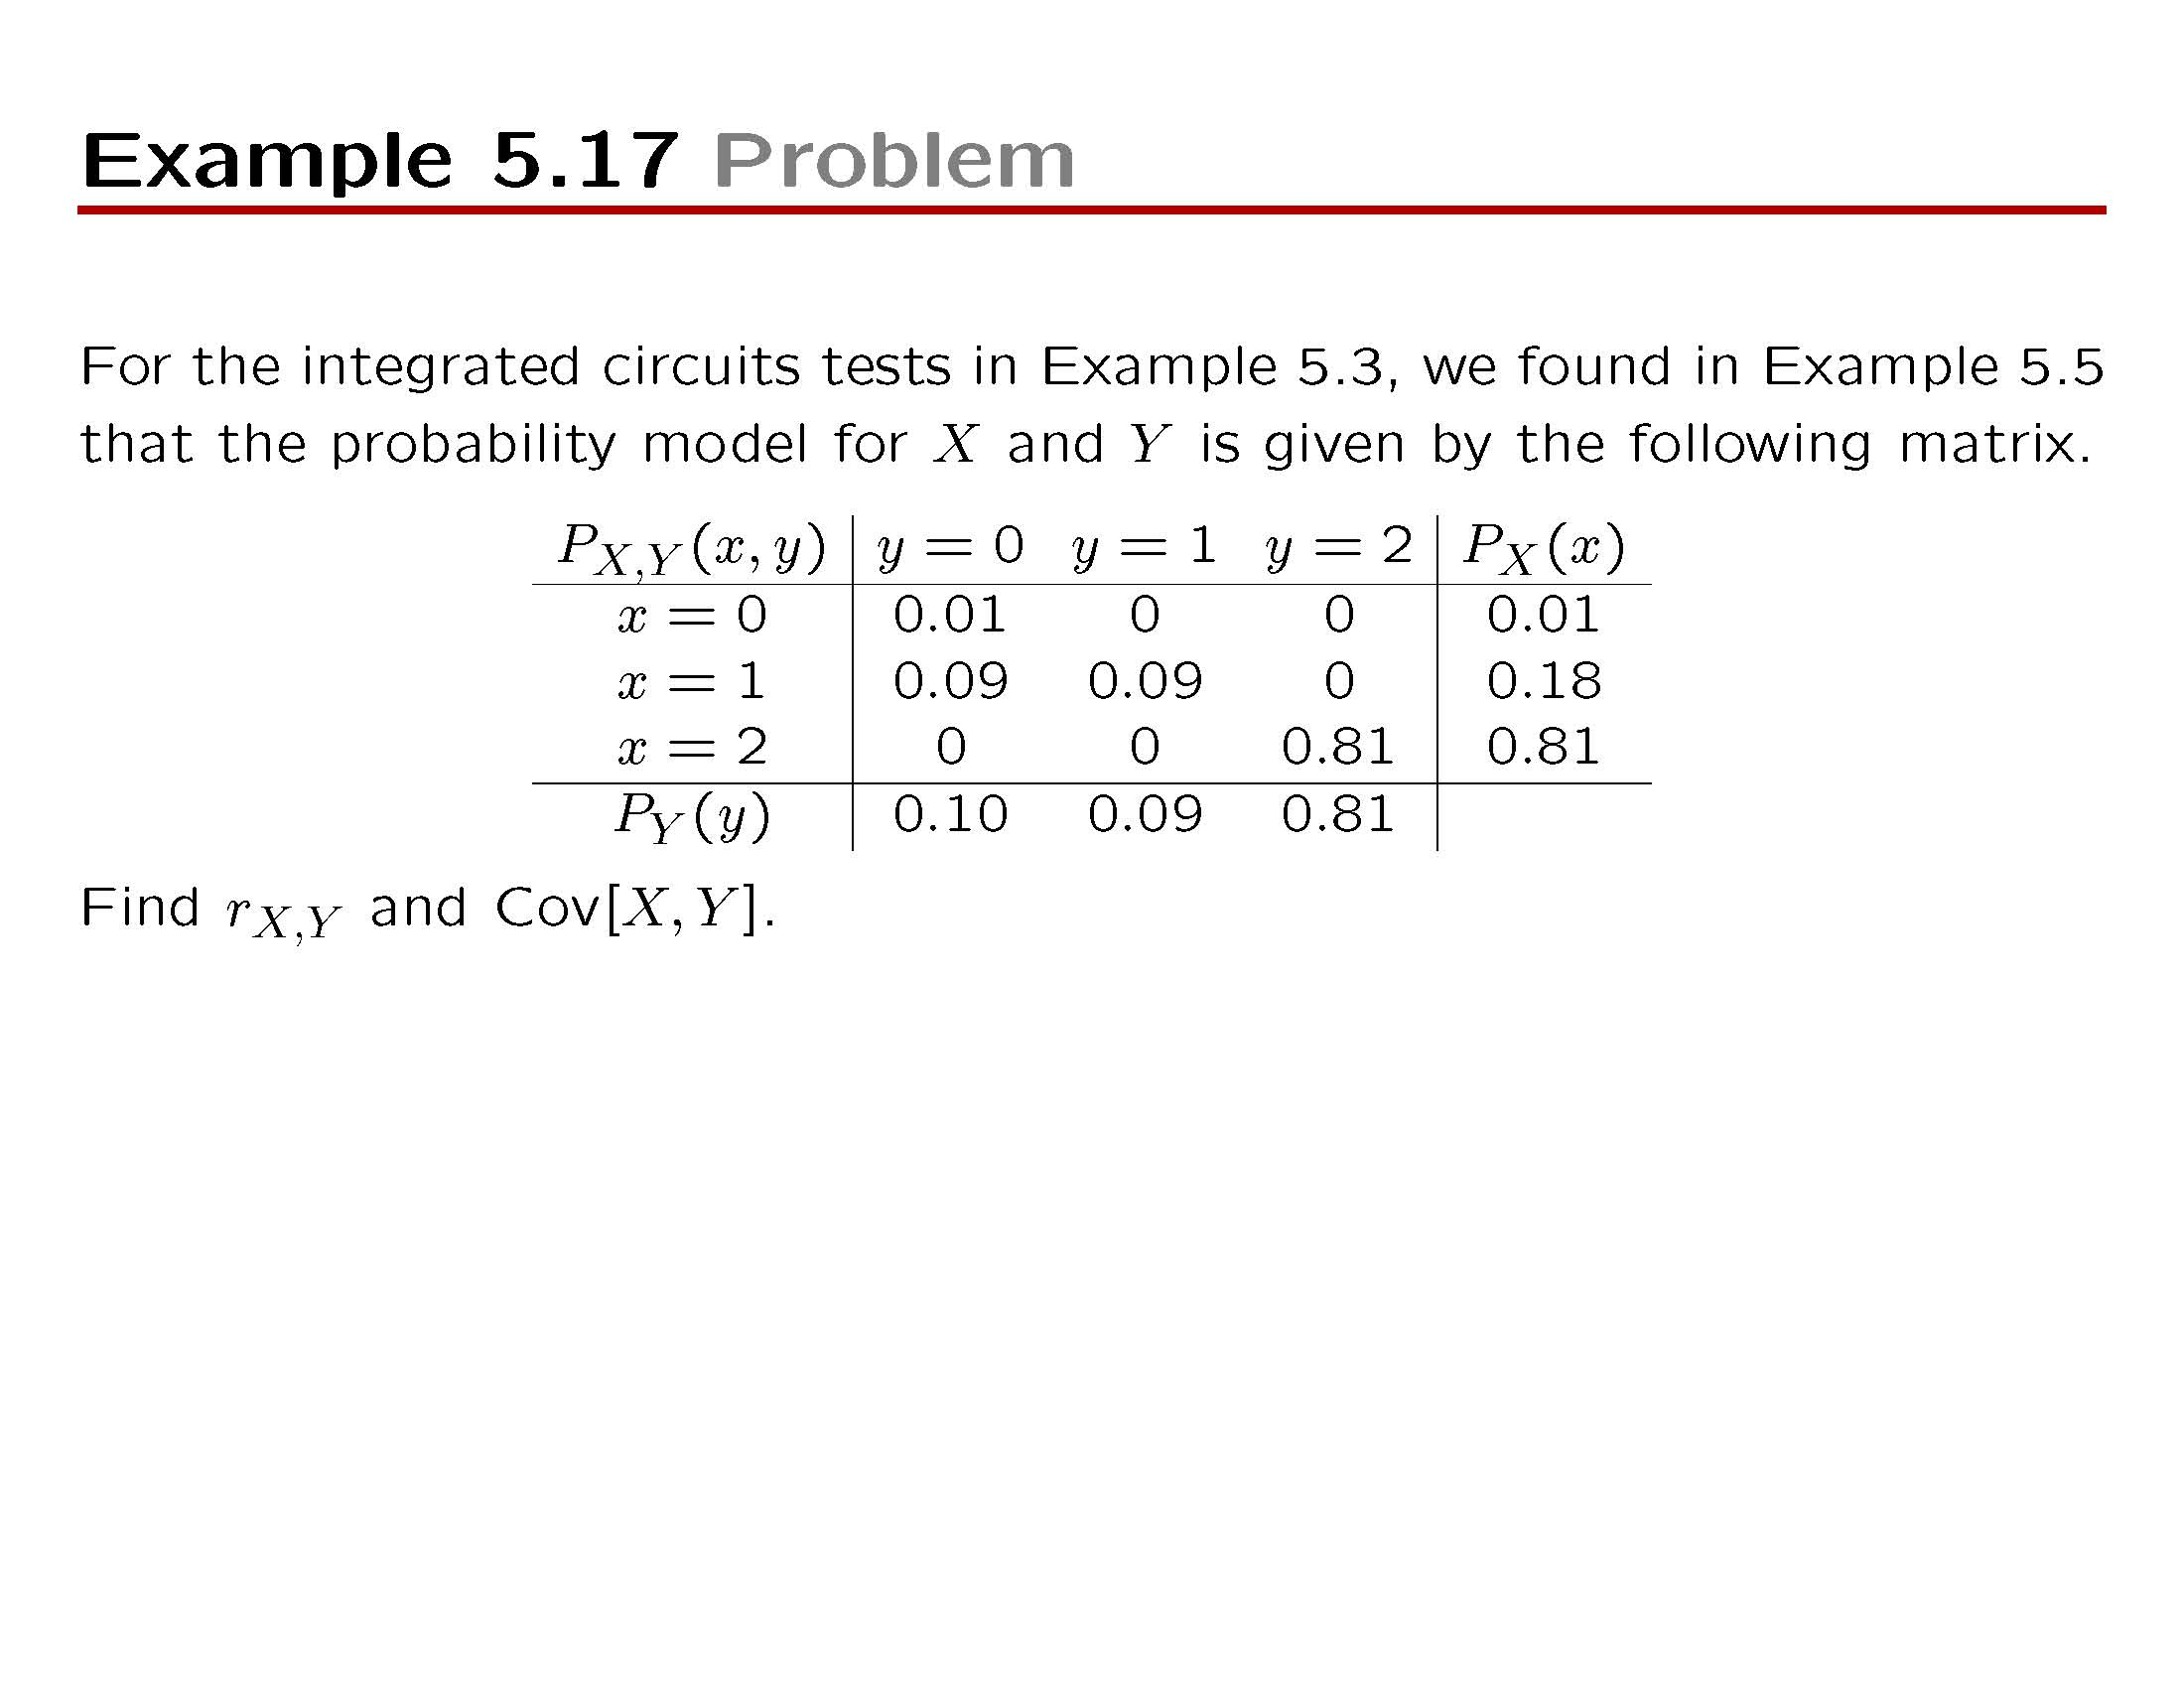 Example 5.17 Problem
For the integrated circuits tests in Example 5.3, we found in Example 5.5
that the probability model for X and Y is given by the following matrix.
P_{X,Y}(x, y) y = 0 y = 1 y = 2 P_X(x)
x = 0 0.01 0 0 0.01
x = 1 0.09 0.09 0 0.18
x = 2 0 0 0.81 0.81
P_Y(y) 0.10 0.09 0.81
Find r_{X,Y} and Cov[X, Y].